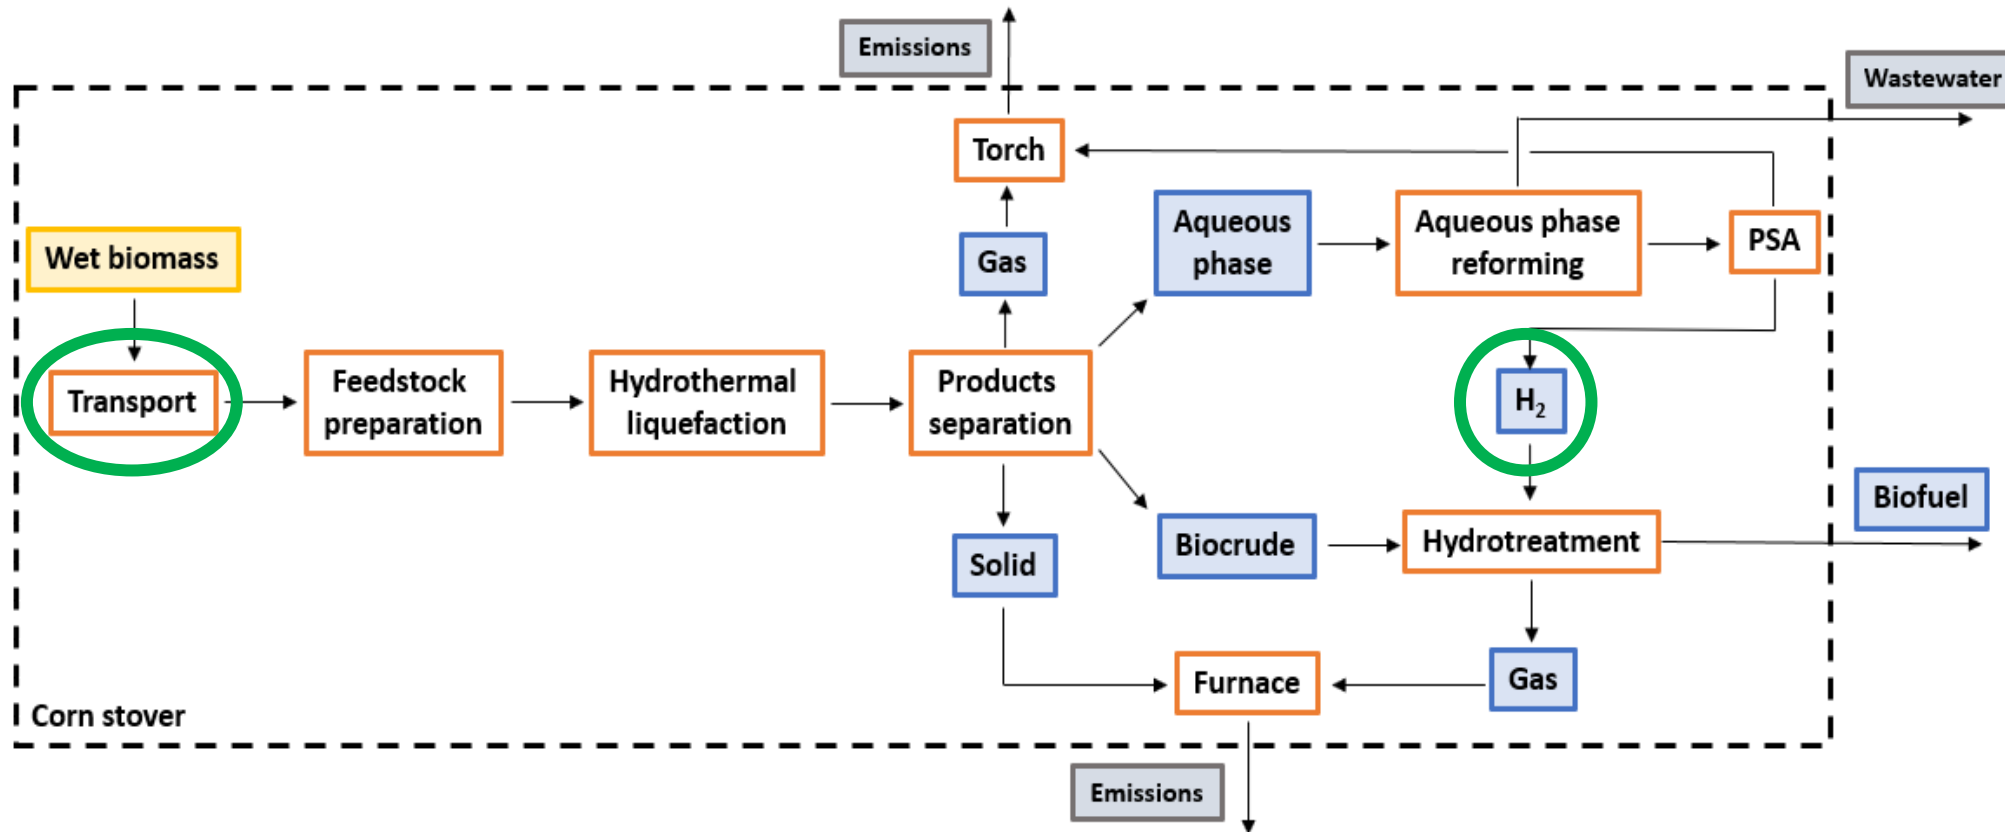 Emissions
Wastewater
Torch
Wet biomass
Gas
Aqueous
phase
Aqueous phase
reforming
PSA
Transport
Feedstock
preparation
Hydrothermal
liquefaction
Products
separation
H₂
Solid
Biocrude
Hydrotreatment
Biofuel
Furnace
Gas
Corn stover
Emissions